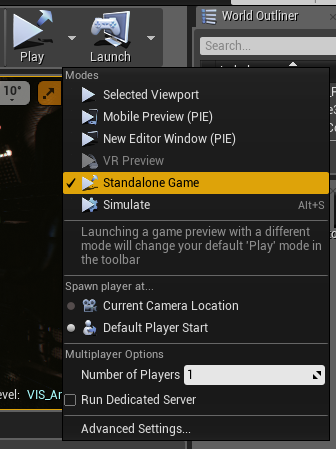 World Outliner
Play
Launch
Search...
Modes
10°
Selected Viewport
Mobile Preview (PIE)
New Editor Window (PIE)
VR Preview
Standalone Game
Simulate Alt+S
Launching a game preview with a different
mode will change your default 'Play' mode in
the toolbar
Spawn player at...
Current Camera Location
Default Player Start
Multiplayer Options
Number of Players 1
evel: VIS_Ar
Run Dedicated Server
Advanced Settings...